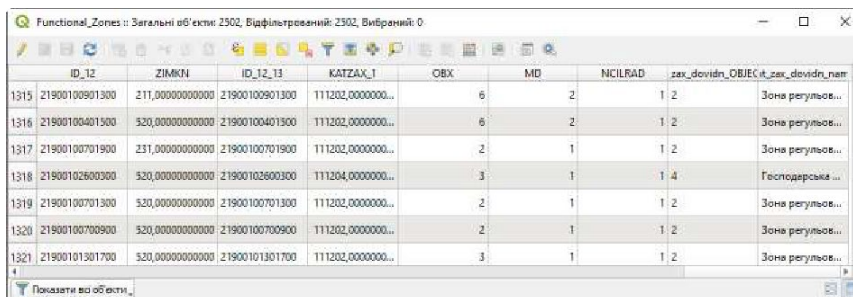 Functional_Zones :: Загальні об'єкти: 2502, Відфільтрований: 2502, Вибраний: 0
ID_12 ZIMKN ID_12_13 KATZAX_1 OBX MD NCILRAD zax_dovidn_OBJEC it_zax_dovidn_nam
1315 21900100901300 211,00000000000 21900100901300 111202,0000000... 6 2 1 2 Зона регульов...
1316 21900100401500 520,00000000000 21900100401500 111202,0000000... 6 2 1 2 Зона регульов...
1317 21900100701900 231,00000000000 21900100701900 111202,0000000... 2 1 1 2 Зона регульов...
1318 21900102600300 520,00000000000 21900102600300 111204,0000000... 3 1 1 4 Господарська ...
1319 21900100701300 520,00000000000 21900100701300 111202,0000000... 2 1 1 2 Зона регульов...
1320 21900100700900 520,00000000000 21900100700900 111202,0000000... 2 1 1 2 Зона регульов...
1321 21900101301700 520,00000000000 21900101301700 111202,0000000... 3 1 1 2 Зона регульов...
Показати всі об'єкти